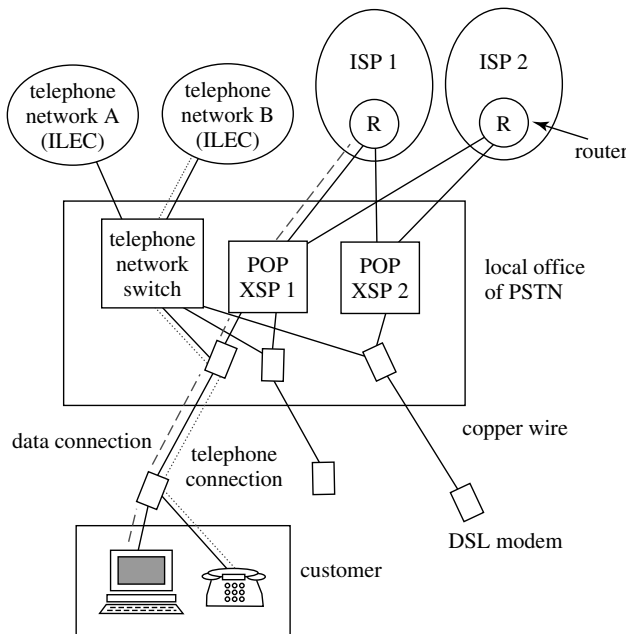 telephone
network A
(ILEC)
telephone
network B
(ILEC)
ISP 1
R
ISP 2
R
router
telephone
network
switch
POP
XSP 1
POP
XSP 2
local office
of PSTN
data connection
telephone
connection
copper wire
DSL modem
customer